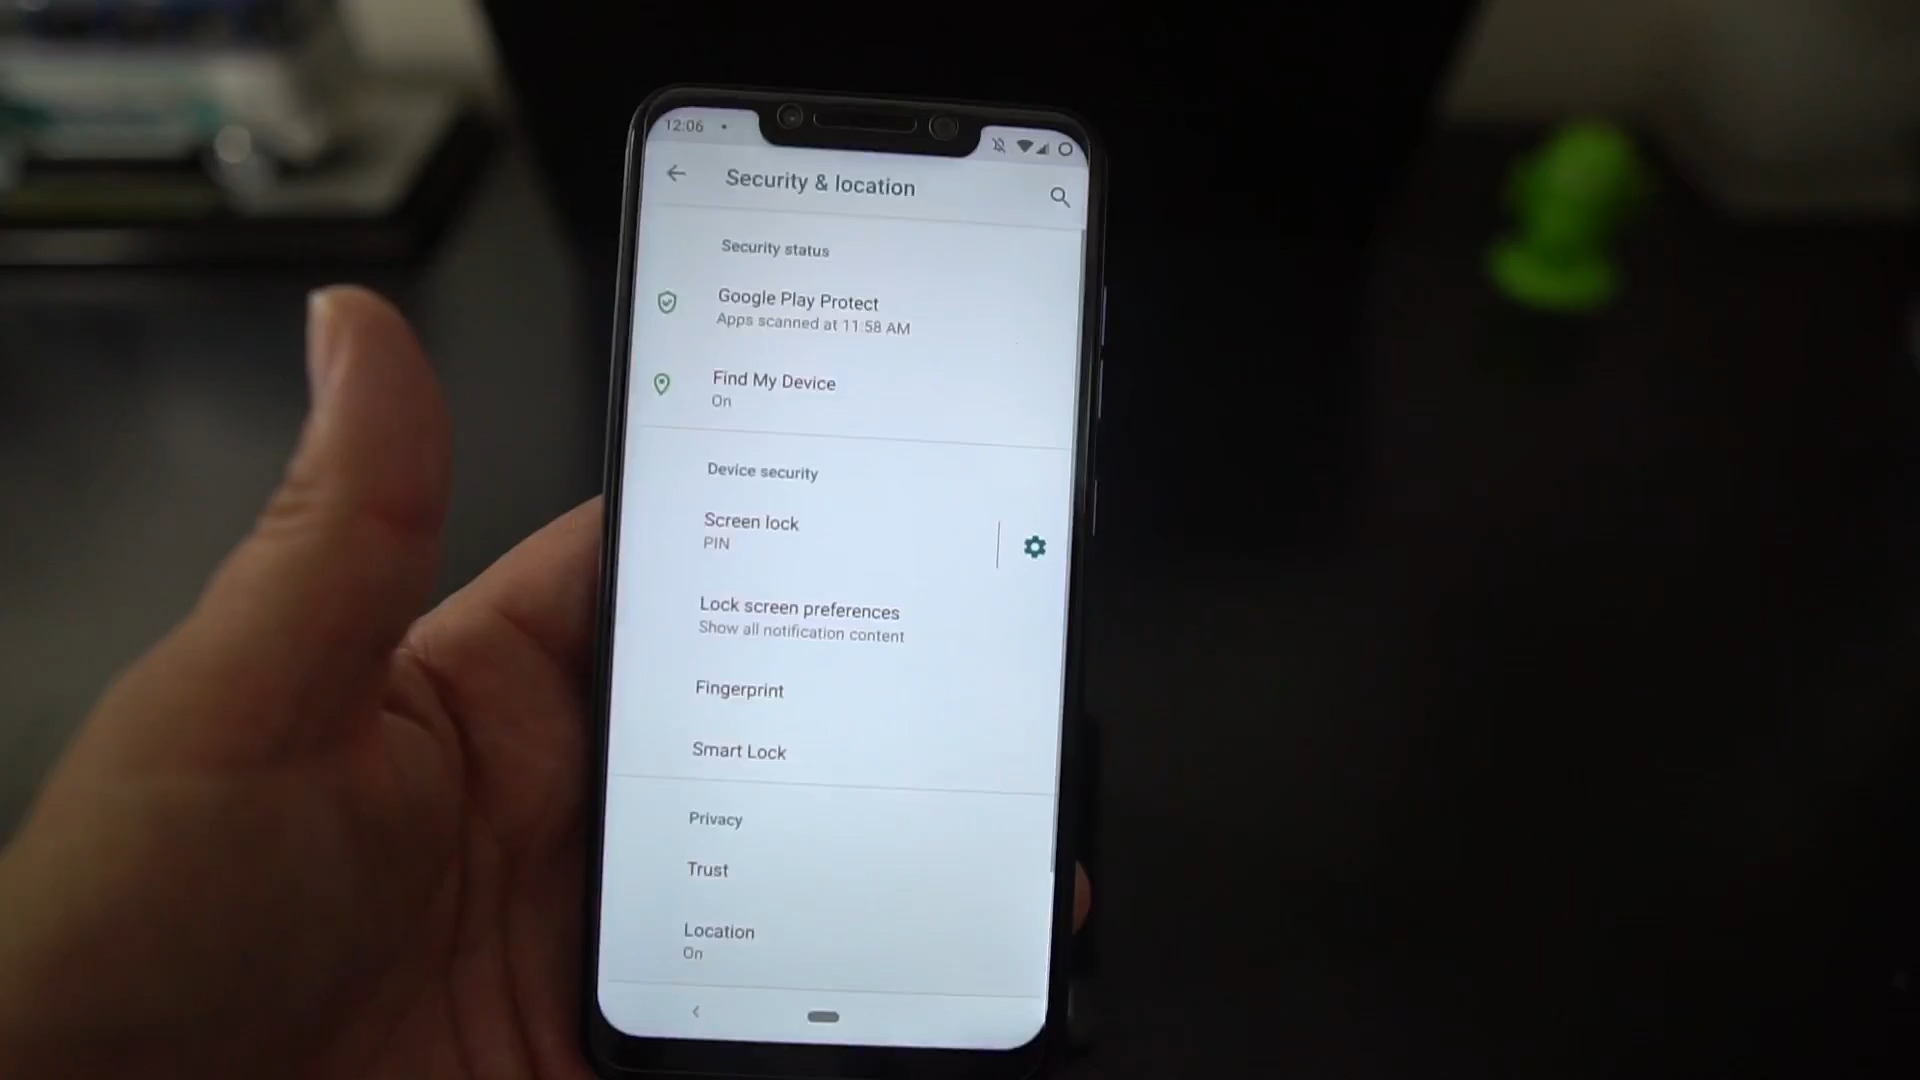 12:06
Security & location
Security status
Google Play Protect
Apps scanned at 11:58 AM
Find My Device
On
Device security
Screen lock
PIN
Lock screen preferences
Show all notification content
Fingerprint
Smart Lock
Privacy
Trust
Location
On